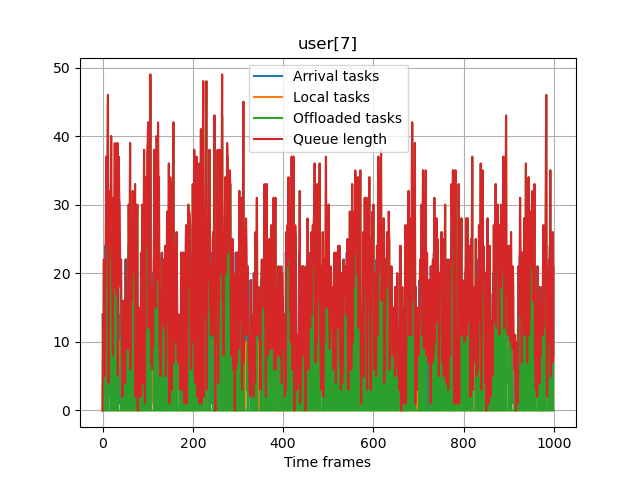 user[7]
Arrival tasks
Local tasks
Offloaded tasks
Queue length
50
40
30
20
10
0
0 200 400 600 800 1000
Time frames